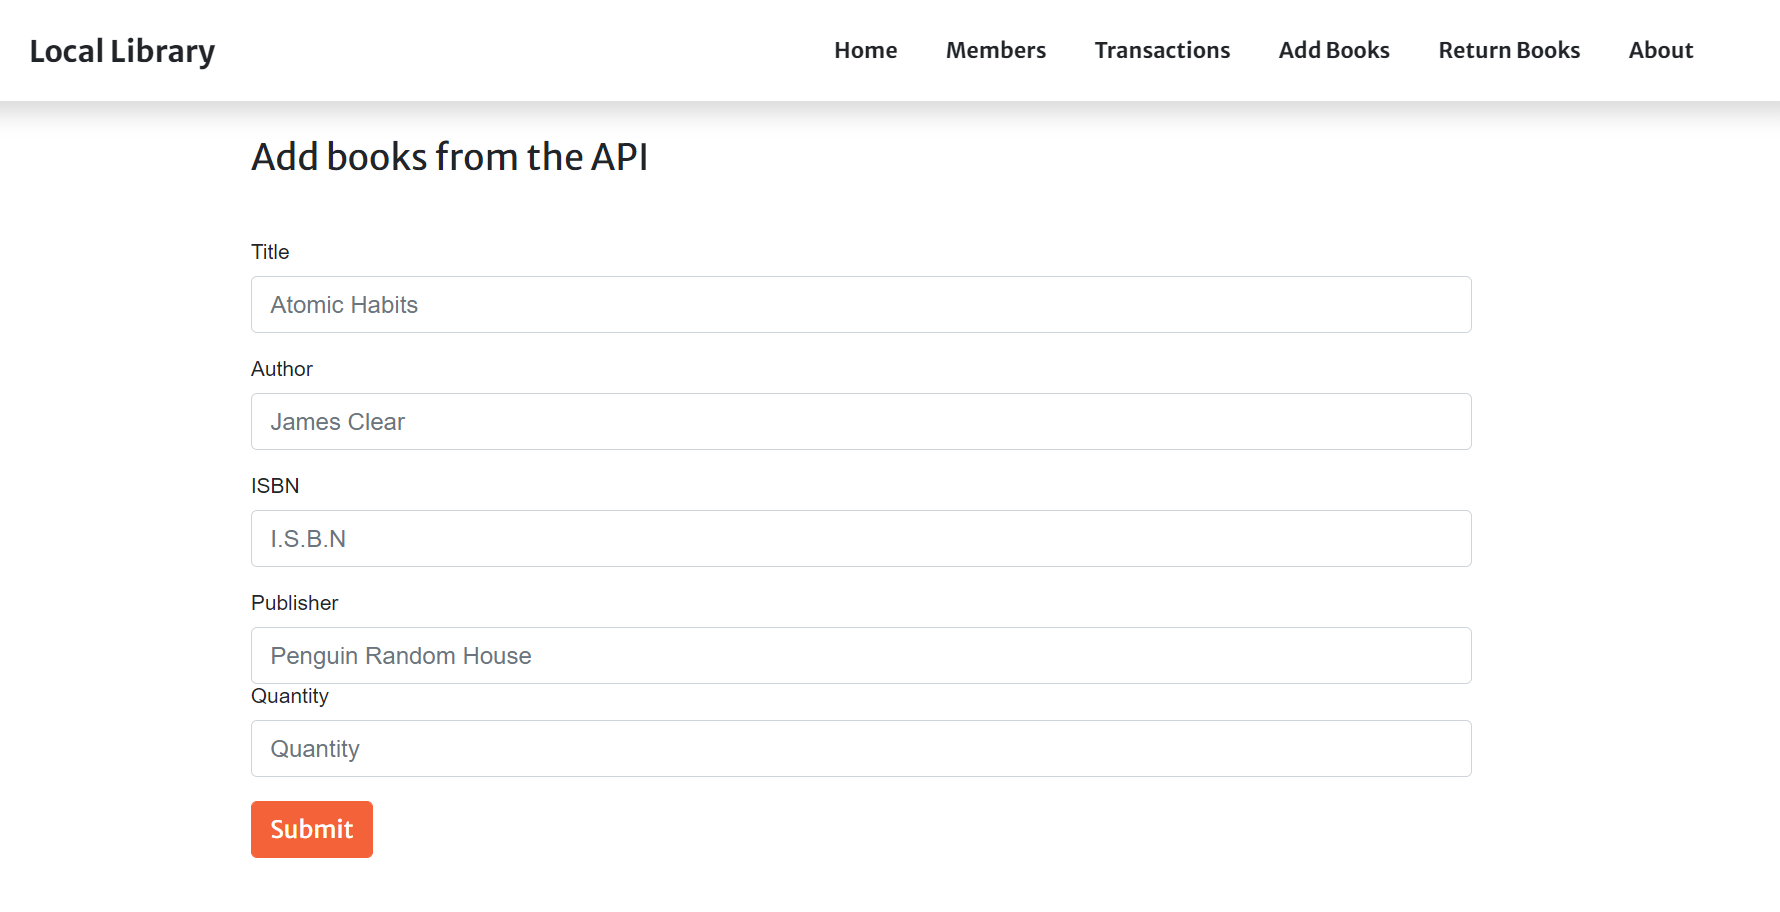 Local Library
Home Members Transactions Add Books Return Books About
Add books from the API
Title
Atomic Habits
Author
James Clear
ISBN
I.S.B.N
Publisher
Penguin Random House
Quantity
Quantity
Submit